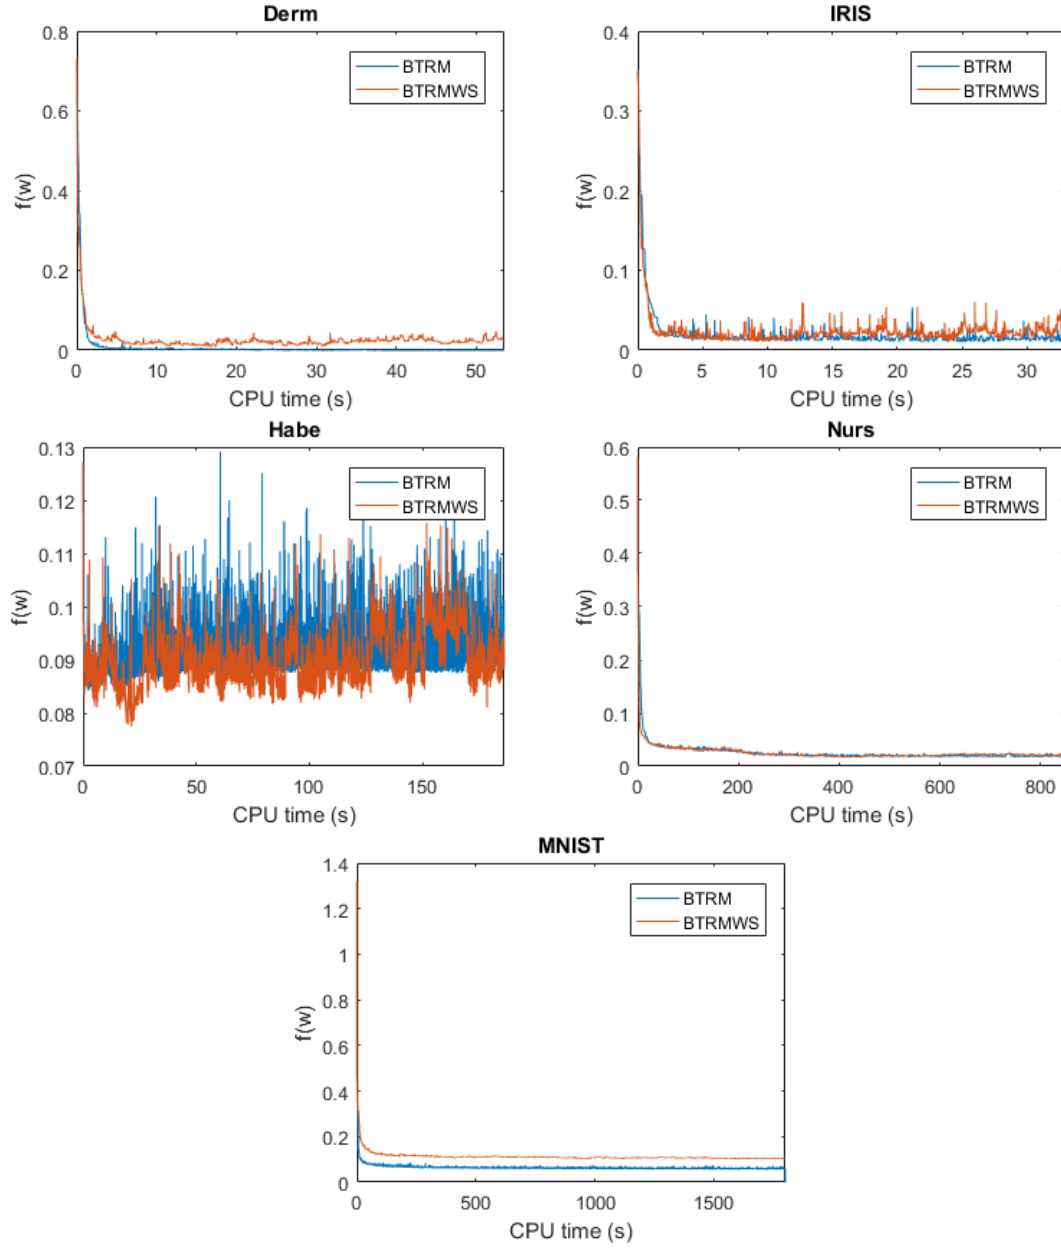 Derm
0.8
0.6
0.4
0.2
0
f(w)
BTRM
BTRMWS
0 10 20 30 40 50
CPU time (s)
IRIS
0.4
0.3
0.2
0.1
0
f(w)
BTRM
BTRMWS
0 5 10 15 20 25 30
CPU time (s)
Habe
0.13
0.12
0.11
0.1
0.09
0.08
0.07
f(w)
BTRM
BTRMWS
0 50 100 150
CPU time (s)
Nurs
0.6
0.5
0.4
0.3
0.2
0.1
0
f(w)
BTRM
BTRMWS
0 200 400 600 800
CPU time (s)
MNIST
1.4
1.2
1
0.8
0.6
0.4
0.2
0
f(w)
BTRM
BTRMWS
0 500 1000 1500
CPU time (s)